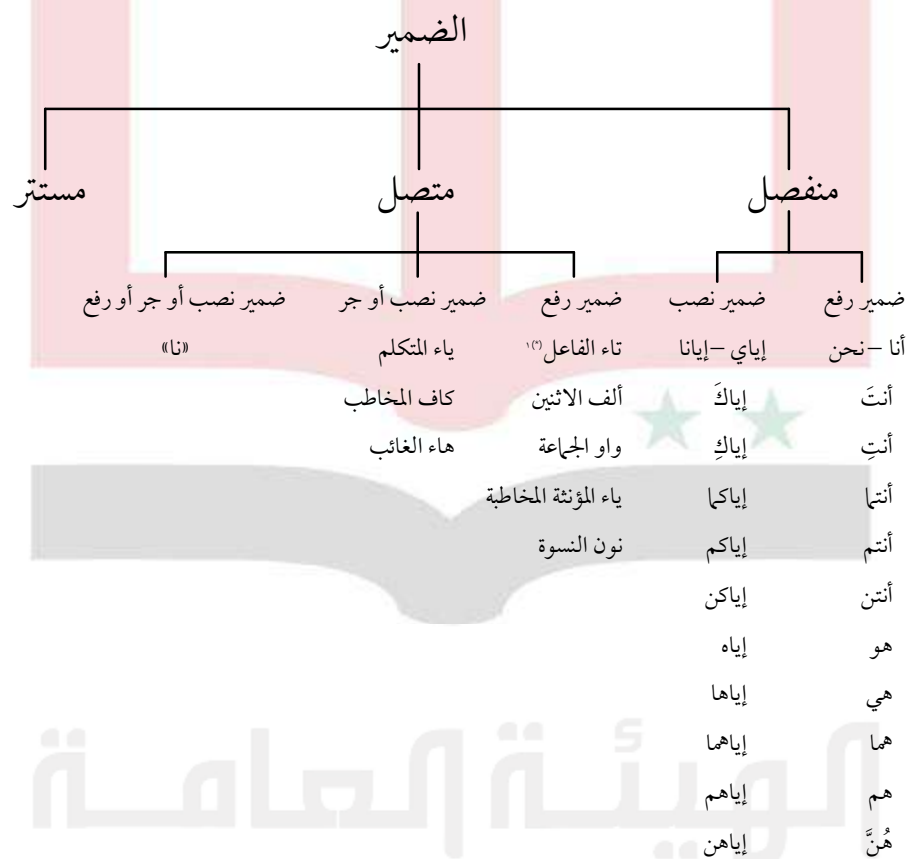 الضمير
منفصل متصل مستتر
ضمير رفع ضمير نصب ضمير رفع ضمير نصب أو جر ضمير نصب أو جر أو رفع
أنا – نحن إياي – إيانا تاء الفاعل(*)١ ياء المتكلم «نا»
أنتَ إياكَ ألف الاثنين كاف المخاطب
أنتِ إياكِ واو الجماعة هاء الغائب
أنتما إياكما ياء المؤنثة المخاطبة
أنتم إياكم نون النسوة
أنتن إياكن
هو إياه
هي إياها
هما إياهما
هم إياهم
هُنَّ إياهن
الهيئة العامة